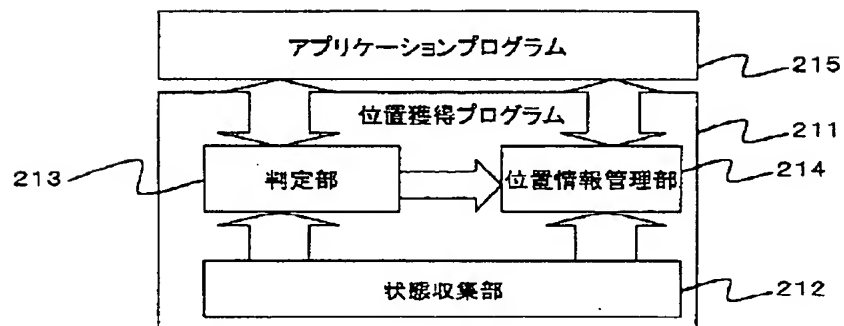 アプリケーションプログラム
215
位置獲得プログラム
211
213
判定部
位置情報管理部
214
状態収集部
212